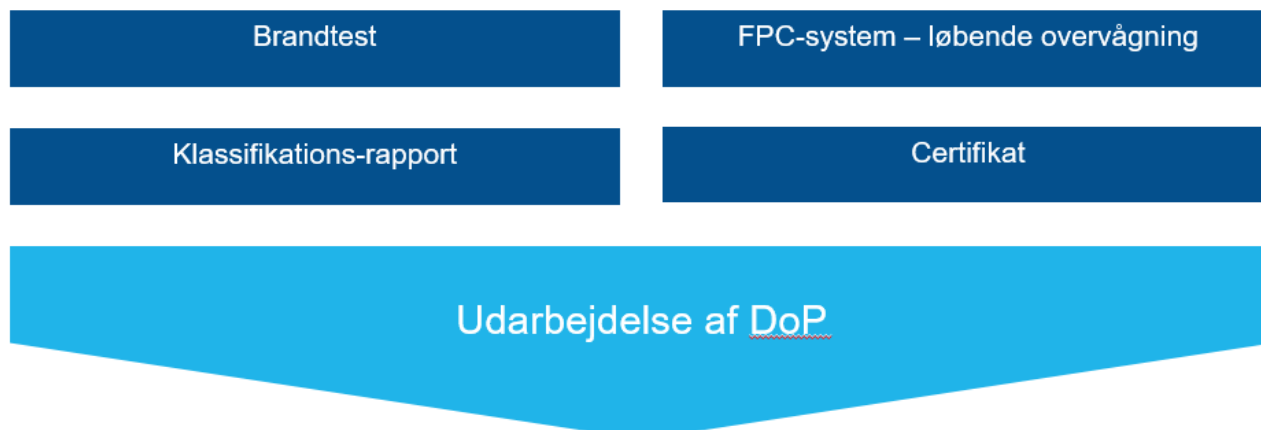 Brandtest
FPC-system – løbende overvågning
Klassifikations-rapport
Certifikat
Udarbejdelse af DoP